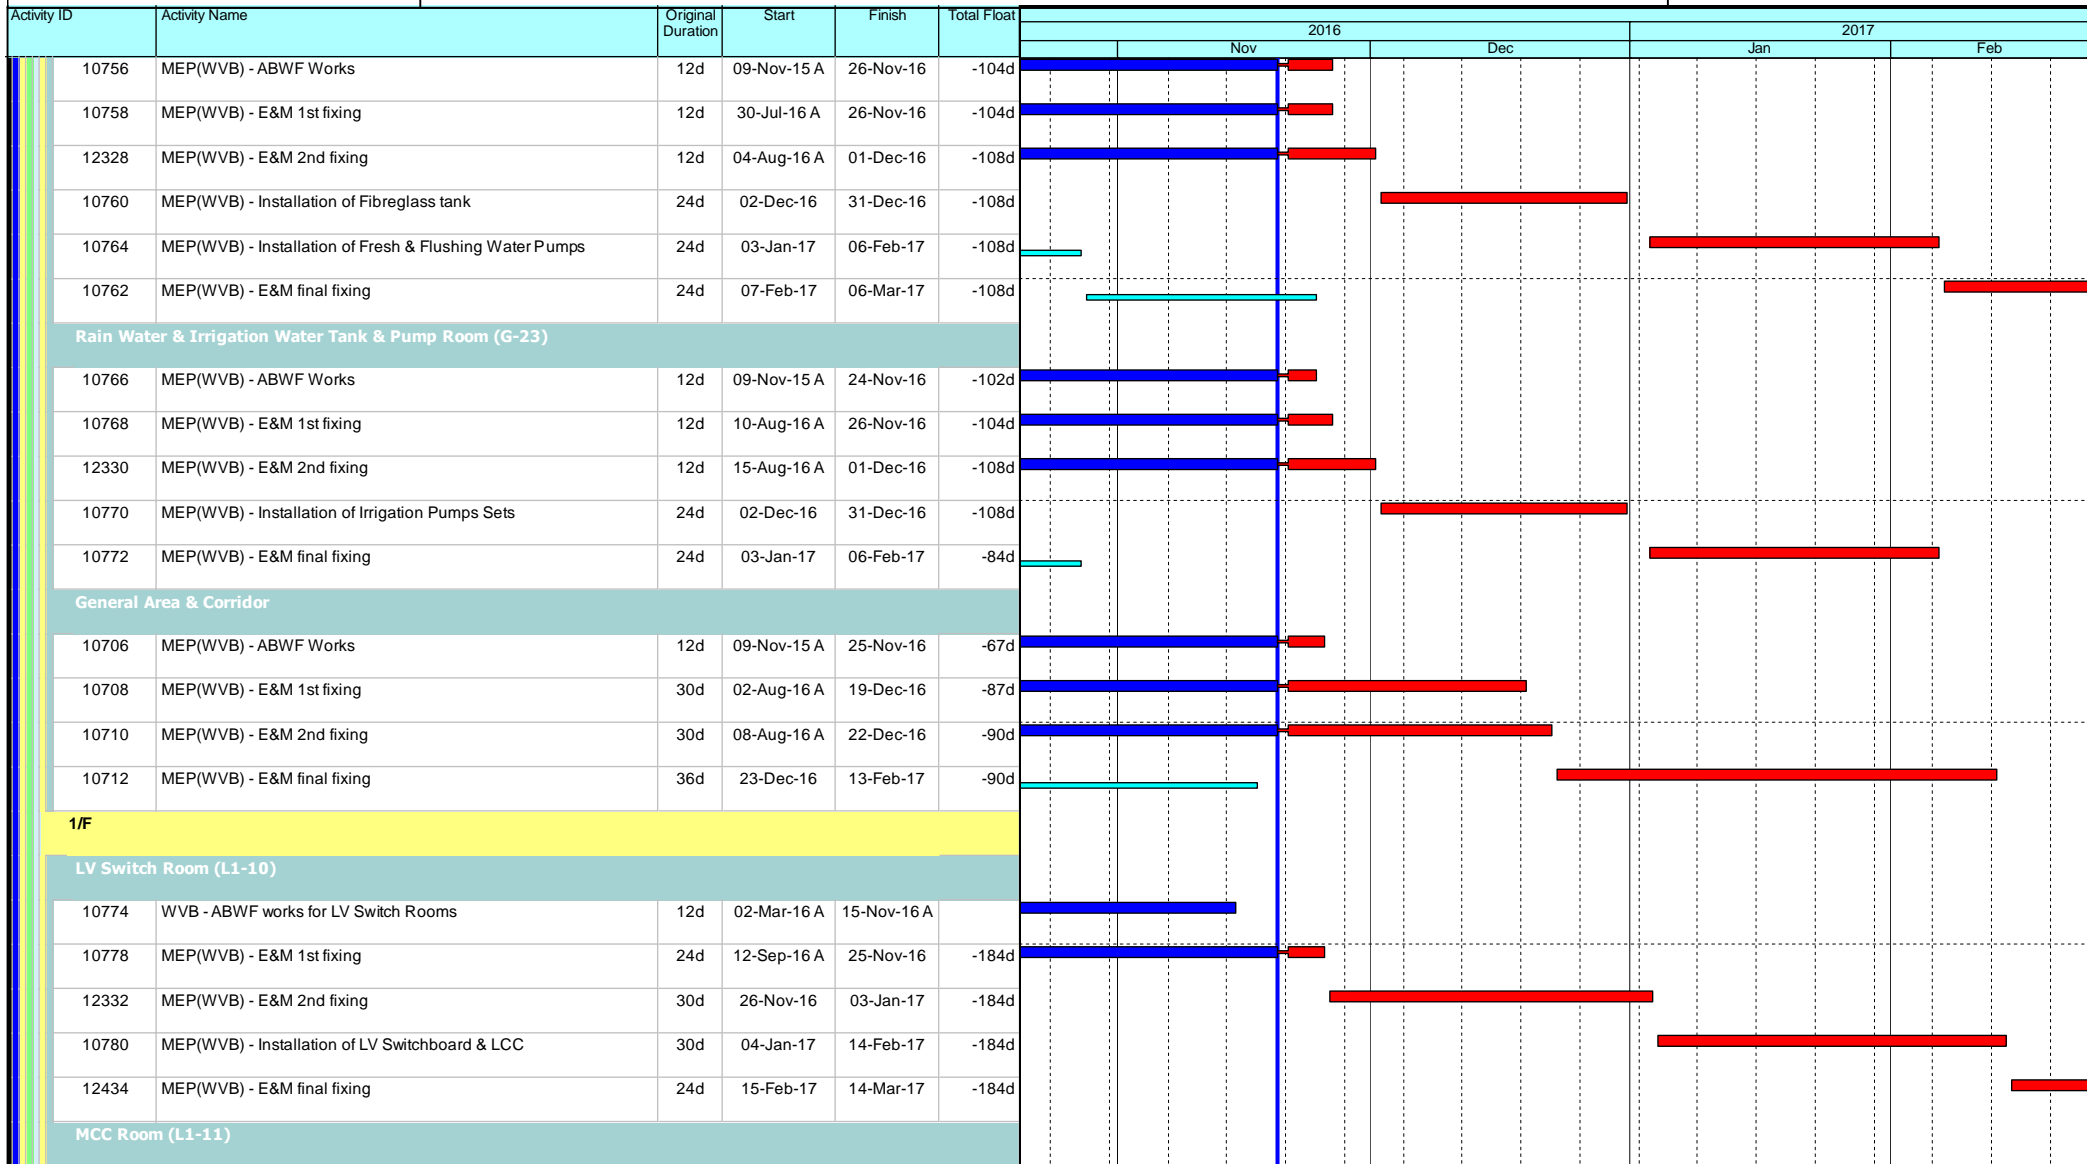 Activity ID Activity Name Original Duration Start Finish Total Float
2016 2017
Nov Dec Jan Feb
10756 MEP(WVB) - ABWF Works 12d 09-Nov-15 A 26-Nov-16 -104d
10758 MEP(WVB) - E&M 1st fixing 12d 30-Jul-16 A 26-Nov-16 -104d
12328 MEP(WVB) - E&M 2nd fixing 12d 04-Aug-16 A 01-Dec-16 -108d
10760 MEP(WVB) - Installation of Fibreglass tank 24d 02-Dec-16 31-Dec-16 -108d
10764 MEP(WVB) - Installation of Fresh & Flushing Water Pumps 24d 03-Jan-17 06-Feb-17 -108d
10762 MEP(WVB) - E&M final fixing 24d 07-Feb-17 06-Mar-17 -108d
Rain Water & Irrigation Water Tank & Pump Room (G-23)
10766 MEP(WVB) - ABWF Works 12d 09-Nov-15 A 24-Nov-16 -102d
10768 MEP(WVB) - E&M 1st fixing 12d 10-Aug-16 A 26-Nov-16 -104d
12330 MEP(WVB) - E&M 2nd fixing 12d 15-Aug-16 A 01-Dec-16 -108d
10770 MEP(WVB) - Installation of Irrigation Pumps Sets 24d 02-Dec-16 31-Dec-16 -108d
10772 MEP(WVB) - E&M final fixing 24d 03-Jan-17 06-Feb-17 -84d
General Area & Corridor
10706 MEP(WVB) - ABWF Works 12d 09-Nov-15 A 25-Nov-16 -67d
10708 MEP(WVB) - E&M 1st fixing 30d 02-Aug-16 A 19-Dec-16 -87d
10710 MEP(WVB) - E&M 2nd fixing 30d 08-Aug-16 A 22-Dec-16 -90d
10712 MEP(WVB) - E&M final fixing 36d 23-Dec-16 13-Feb-17 -90d
1/F
LV Switch Room (L1-10)
10774 WVB - ABWF works for LV Switch Rooms 12d 02-Mar-16 A 15-Nov-16 A
10778 MEP(WVB) - E&M 1st fixing 24d 12-Sep-16 A 25-Nov-16 -184d
12332 MEP(WVB) - E&M 2nd fixing 30d 26-Nov-16 03-Jan-17 -184d
10780 MEP(WVB) - Installation of LV Switchboard & LCC 30d 04-Jan-17 14-Feb-17 -184d
12434 MEP(WVB) - E&M final fixing 24d 15-Feb-17 14-Mar-17 -184d
MCC Room (L1-11)